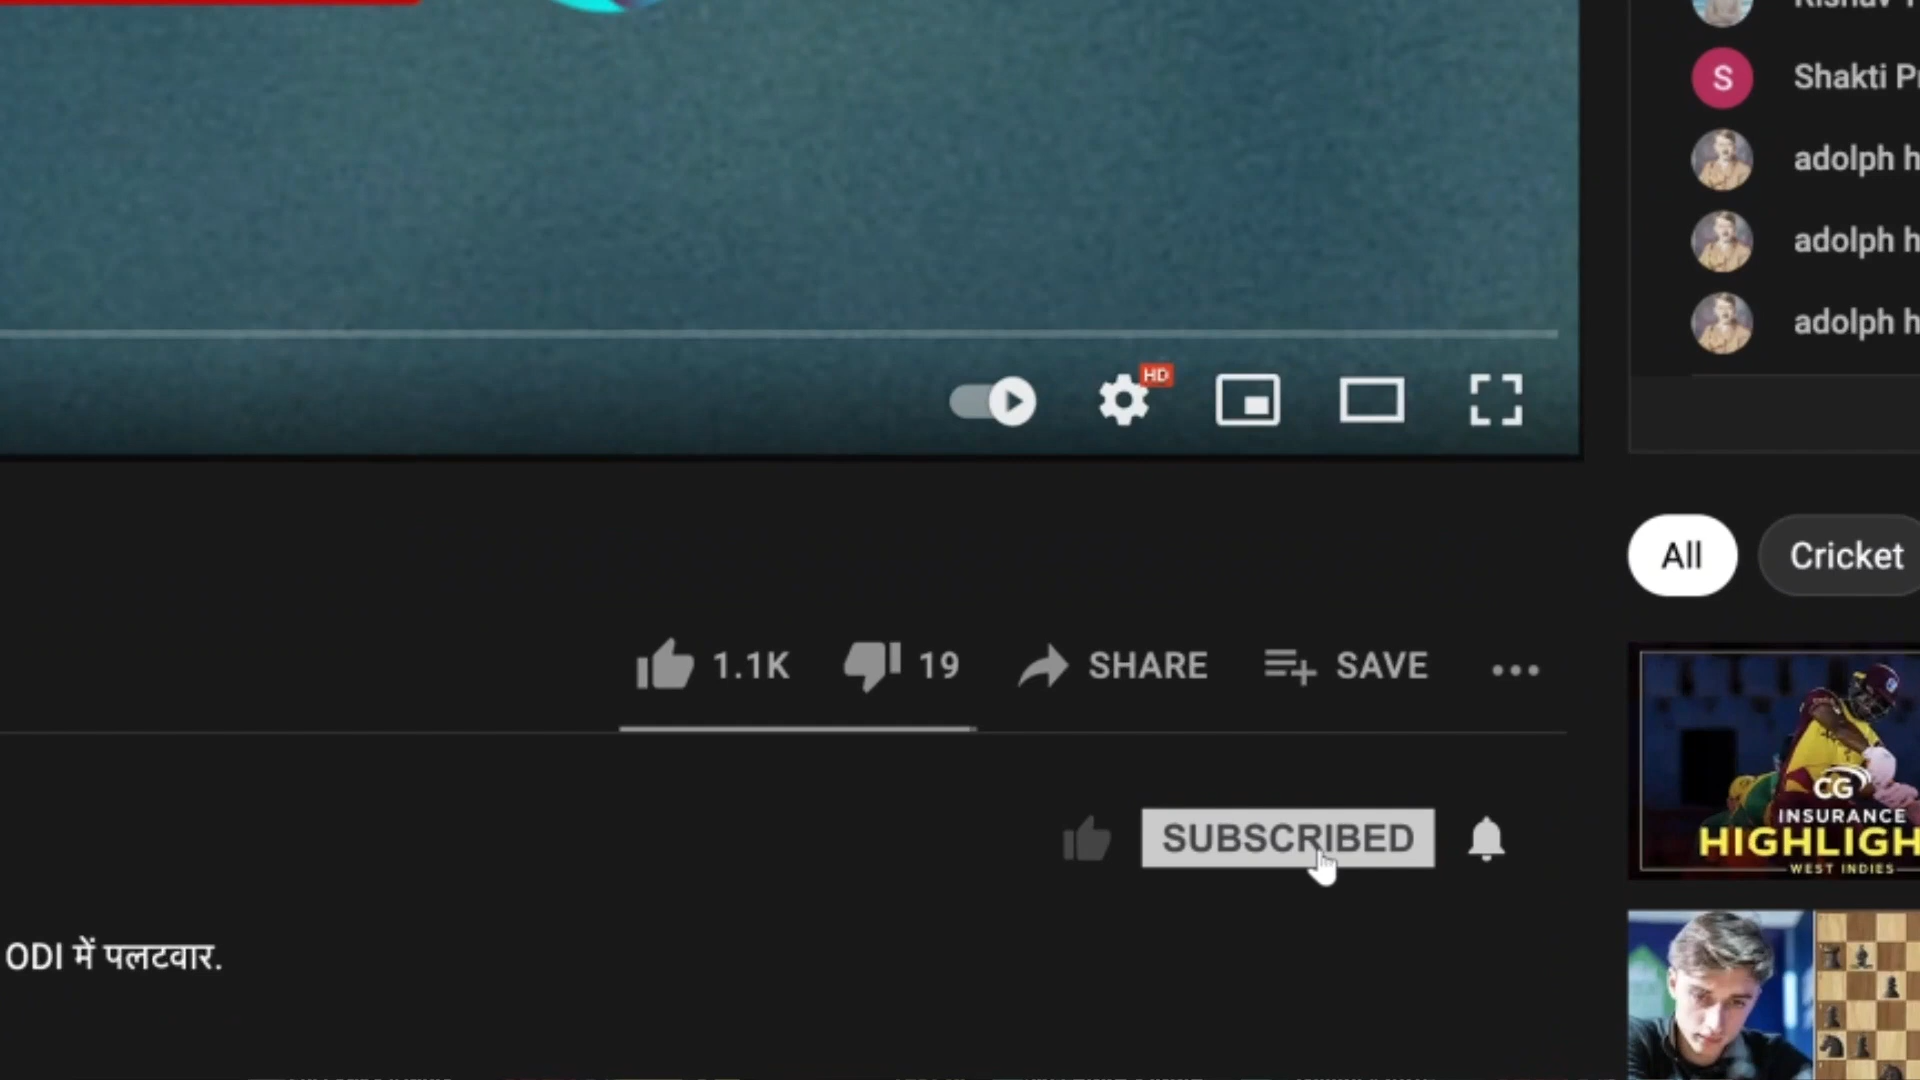 Shakti
S
adolph h
adolph h
adolph h
HD
All
Cricket
1.1K
19
SHARE
SAVE
CG
INSURANCE
HIGHLIGH
WEST INDIES
SUBSCRIBED
ODI में पलटवार.